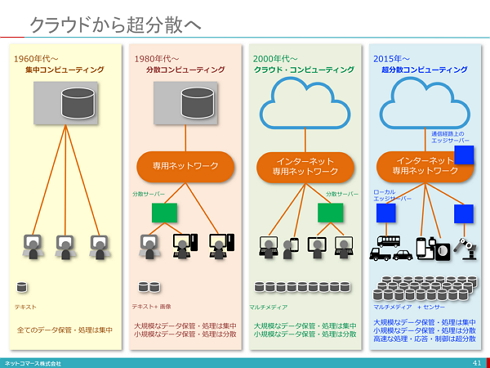 クラウドから超分散へ
1960年代～
集中コンピューティング
テキスト
全てのデータ保管・処理は集中
1980年代～
分散コンピューティング
専用ネットワーク
分散サーバー
テキスト+ 画像
大規模なデータ保管・処理は集中
小規模なデータ保管・処理は分散
2000年代～
クラウド・コンピューティング
インターネット
専用ネットワーク
分散サーバー
マルチメディア
大規模なデータ保管・処理は集中
小規模なデータ保管・処理は分散
2015年～
超分散コンピューティング
通信経路上の
エッジサーバー
インターネット
専用ネットワーク
ローカル
エッジサーバー
マルチメディア + センサー
大規模なデータ保管・処理は集中
小規模なデータ保管・処理は分散
高速な処理・応答・制御は超分散
ネットコマース株式会社
41